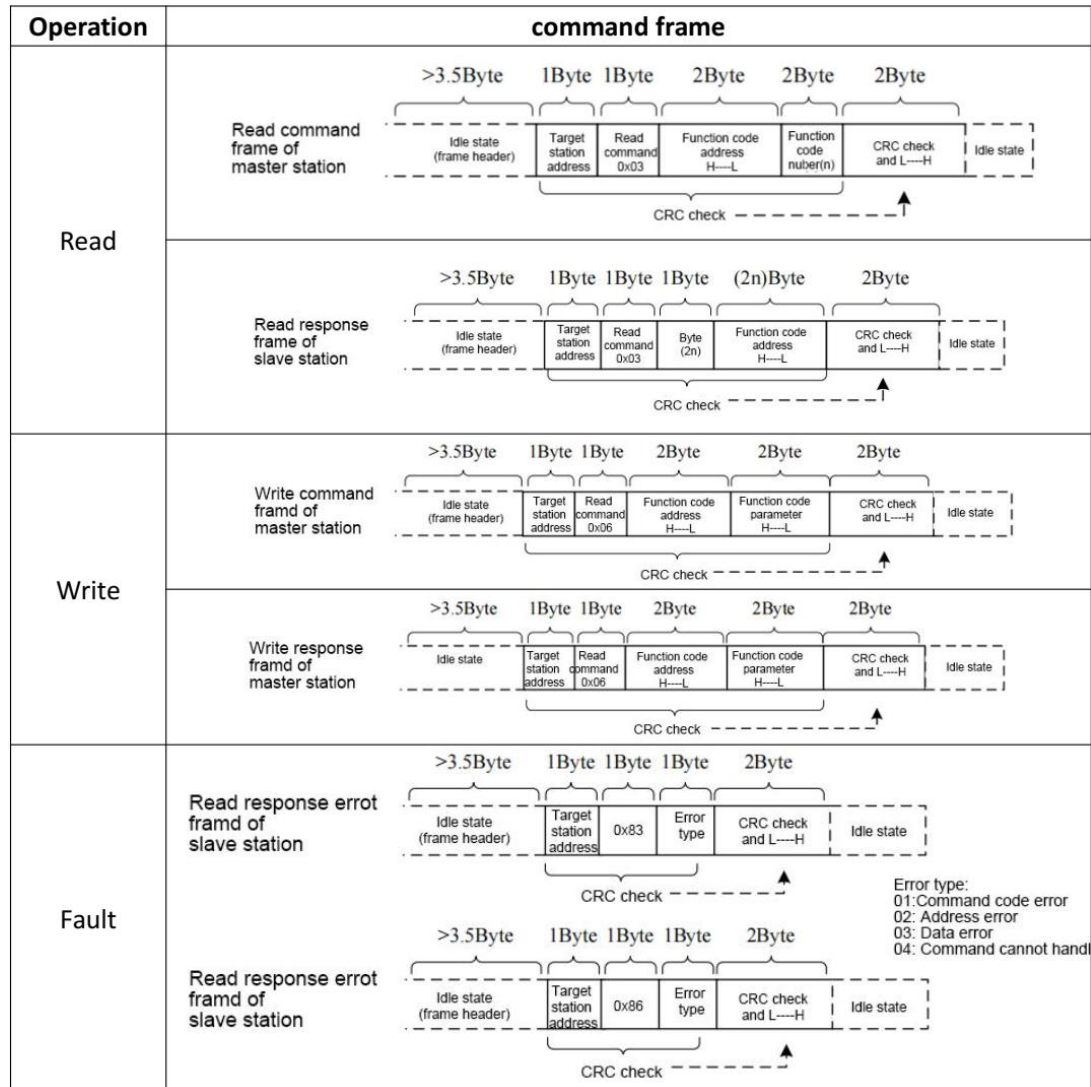 Operation
command frame
Read
>3.5Byte 1Byte 1Byte 2Byte 2Byte 2Byte
Read command
frame of
master station
Idle state
(frame header)
Target
station
address
Read
command
0x03
Function code
address
H----L
Function
code
nuber(n)
CRC check
and L----H
Idle state
CRC check
>3.5Byte 1Byte 1Byte 1Byte (2n)Byte 2Byte
Read response
frame of
slave station
Idle state
(frame header)
Target
station
address
Read
command
0x03
Byte
(2n)
Function code
address
H----L
CRC check
and L----H
Idle state
CRC check
Write
>3.5Byte 1Byte 1Byte 2Byte 2Byte 2Byte
Write command
framd of
master station
Idle state
(frame header)
Target
station
address
Read
command
0x06
Function code
address
H----L
Function code
parameter
H----L
CRC check
and L----H
Idle state
CRC check
>3.5Byte 1Byte 1Byte 2Byte 2Byte 2Byte
Write response
framd of
master station
Idle state
Target
station
address
Read
command
0x06
Function code
address
H----L
Function code
parameter
H----L
CRC check
and L----H
Idle state
CRC check
Fault
>3.5Byte 1Byte 1Byte 1Byte 2Byte
Read response errot
framd of
slave station
Idle state
(frame header)
Target
station
address
0x83
Error
type
CRC check
and L----H
Idle state
CRC check
Error type:
01:Command code error
02: Address error
03: Data error
04: Command cannot handl
>3.5Byte 1Byte 1Byte 1Byte 2Byte
Read response errot
framd of
slave station
Idle state
(frame header)
Target
station
address
0x86
Error
type
CRC check
and L----H
Idle state
CRC check